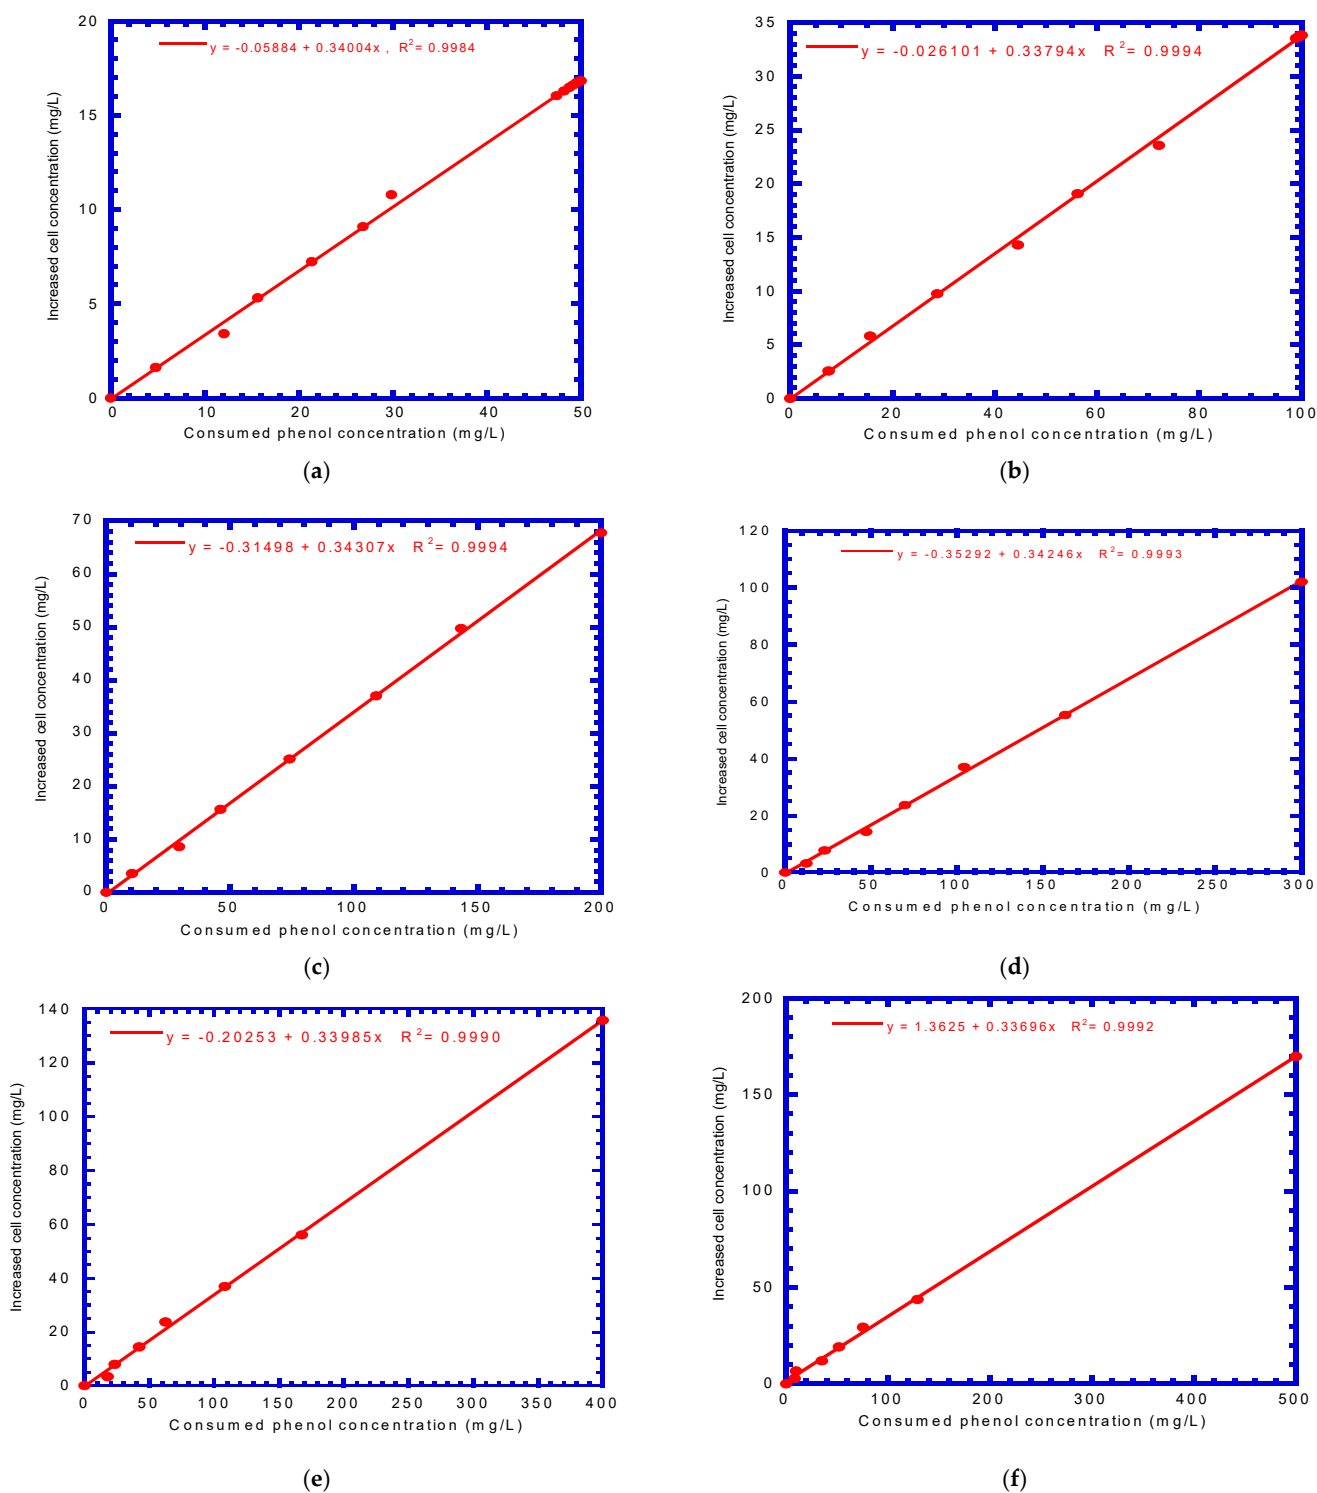 y = -0.05884 + 0.34004x , R2= 0.9984
20
15
10
5
0
0 10 20 30 40 50
Increased cell concentration (mg/L)
Consumed phenol concentration (mg/L)
(a)
y = -0.026101 + 0.33794x R2= 0.9994
35
30
25
20
15
10
5
0
0 20 40 60 80 100
Increased cell concentration (mg/L)
Consumed phenol concentration (mg/L)
(b)
y = -0.31498 + 0.34307x R2= 0.9994
70
60
50
40
30
20
10
0
0 50 100 150 200
Increased cell concentration (mg/L)
Consumed phenol concentration (mg/L)
(c)
y = -0.35292 + 0.34246x R2= 0.9993
120
100
80
60
40
20
0
0 50 100 150 200 250 300
Increased cell concentration (mg/L)
Consumed phenol concentration (mg/L)
(d)
y = -0.20253 + 0.33985x R2= 0.9990
140
120
100
80
60
40
20
0
0 50 100 150 200 250 300 350 400
Increased cell concentration (mg/L)
Consumed phenol concentration (mg/L)
(e)
y = 1.3625 + 0.33696x R2= 0.9992
200
150
100
50
0
0 100 200 300 400 500
Increased cell concentration (mg/L)
Consumed phenol concentration (mg/L)
(f)